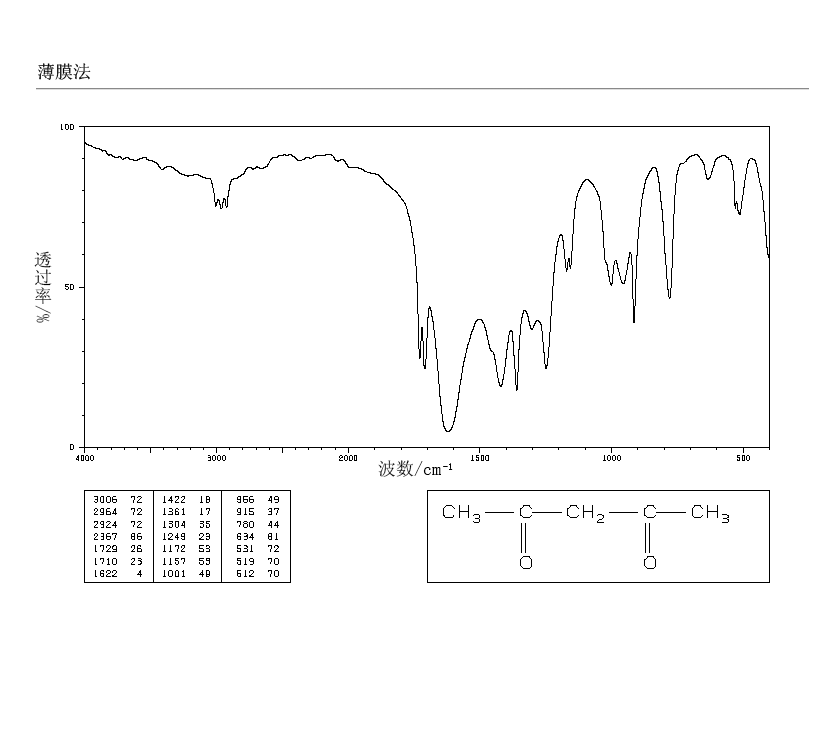 薄膜法
100
50
0
透过率/%
4000 3000 2000 1500 1000 500
波数/cm⁻¹
3006 72 1422 18 956 49
2964 72 1361 17 915 37
2924 72 1304 35 780 44
2367 86 1249 23 634 81
1729 26 1172 53 531 72
1710 23 1157 55 519 70
1622 4 1001 49 512 70
CH₃ C CH₂ C CH₃
O O